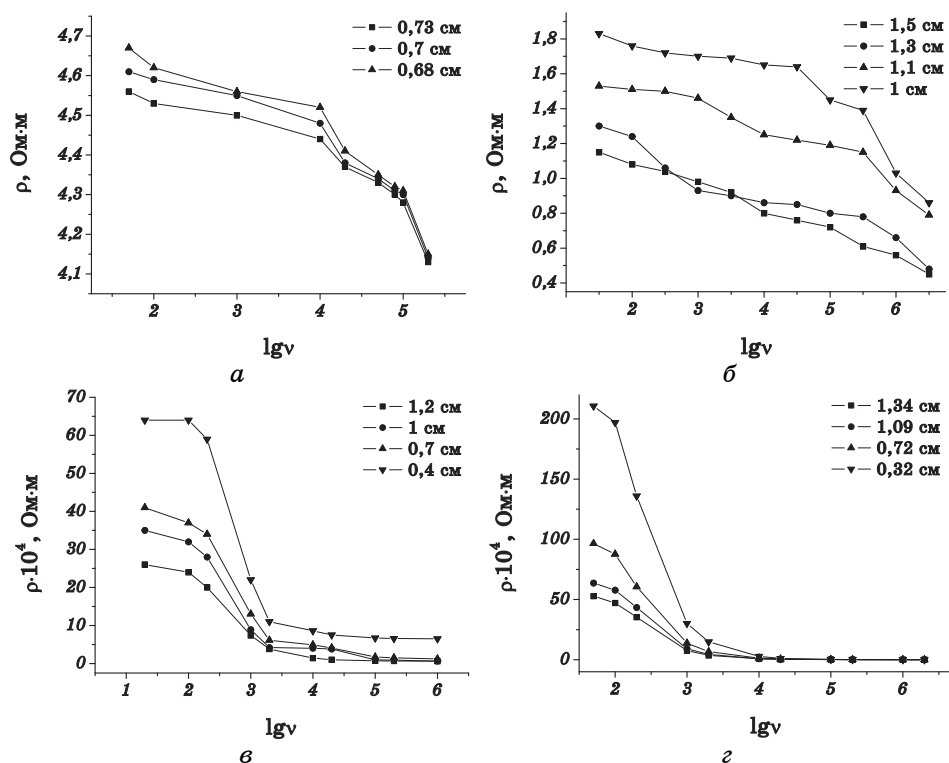 0,73 см
0,7 см
0,68 см
4,7
4,6
4,5
4,4
4,3
4,2
4,1
ρ, Ом·м
2
3
4
5
lgν
а
1,5 см
1,3 см
1,1 см
1 см
1,8
1,6
1,4
1,2
1,0
0,8
0,6
0,4
ρ, Ом·м
2
3
4
5
6
lgν
б
1,2 см
1 см
0,7 см
0,4 см
70
60
50
40
30
20
10
0
ρ·10⁴, Ом·м
1
2
3
4
5
6
lgν
в
1,34 см
1,09 см
0,72 см
0,32 см
200
150
100
50
0
ρ·10⁴, Ом·м
2
3
4
5
6
lgν
г